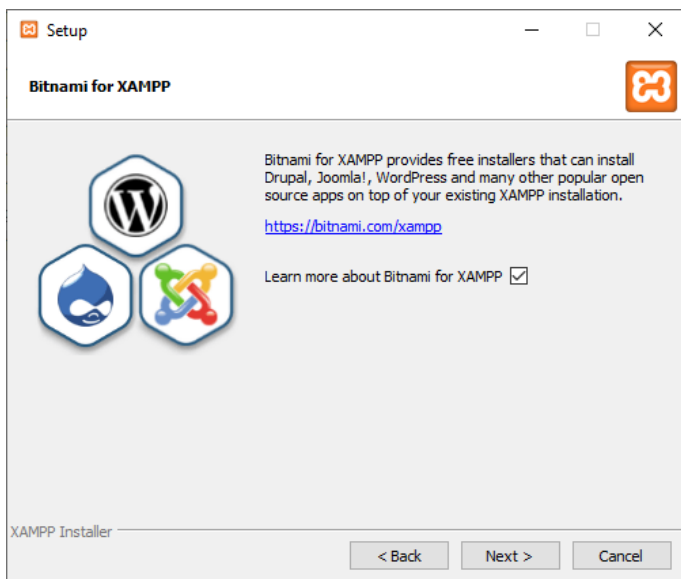 Setup
Bitnami for XAMPP
Bitnami for XAMPP provides free installers that can install
Drupal, Joomla!, WordPress and many other popular open
source apps on top of your existing XAMPP installation.
https://bitnami.com/xampp
Learn more about Bitnami for XAMPP
XAMPP Installer
< Back Next > Cancel